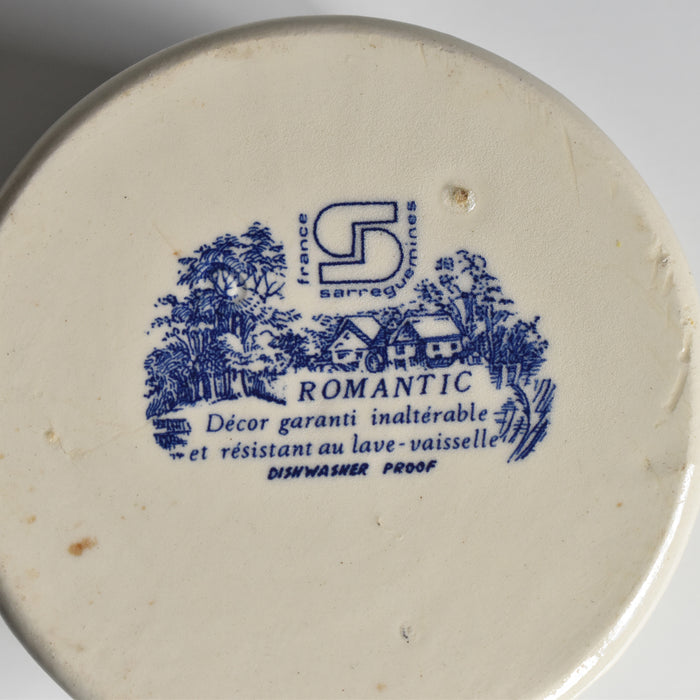 france
S
sarreguemines
ROMANTIC
Décor garanti inaltérable
et résistant au lave-vaisselle
DISHWASHER PROOF